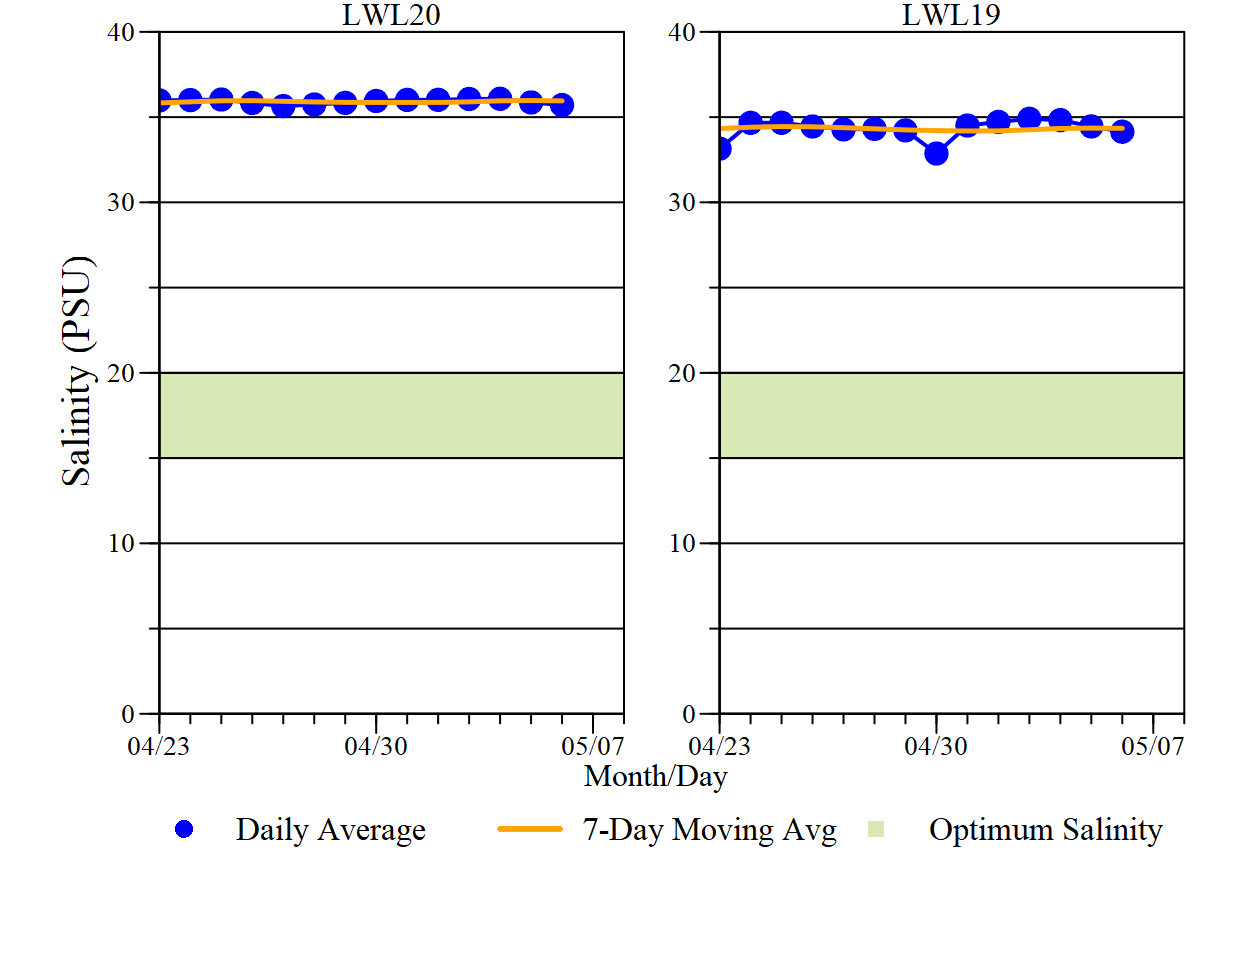 LWL20
LWL19
40
30
20
10
0
40
30
20
10
0
Salinity (PSU)
04/23
04/30
05/07
04/23
04/30
05/07
Month/Day
Daily Average
7-Day Moving Avg
Optimum Salinity